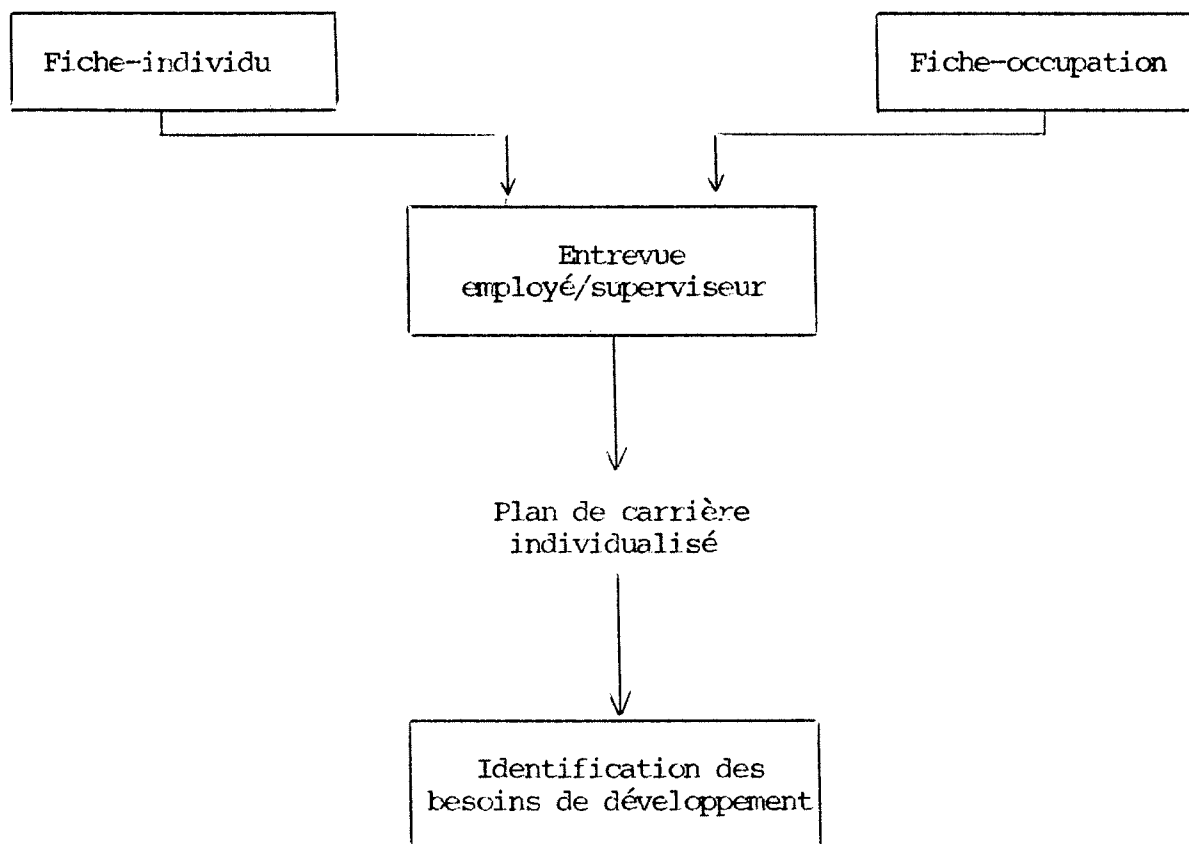 Fiche-individu
Fiche-occupation
Entrevue
employé/superviseur
Plan de carrière
individualisé
Identification des
besoins de développement